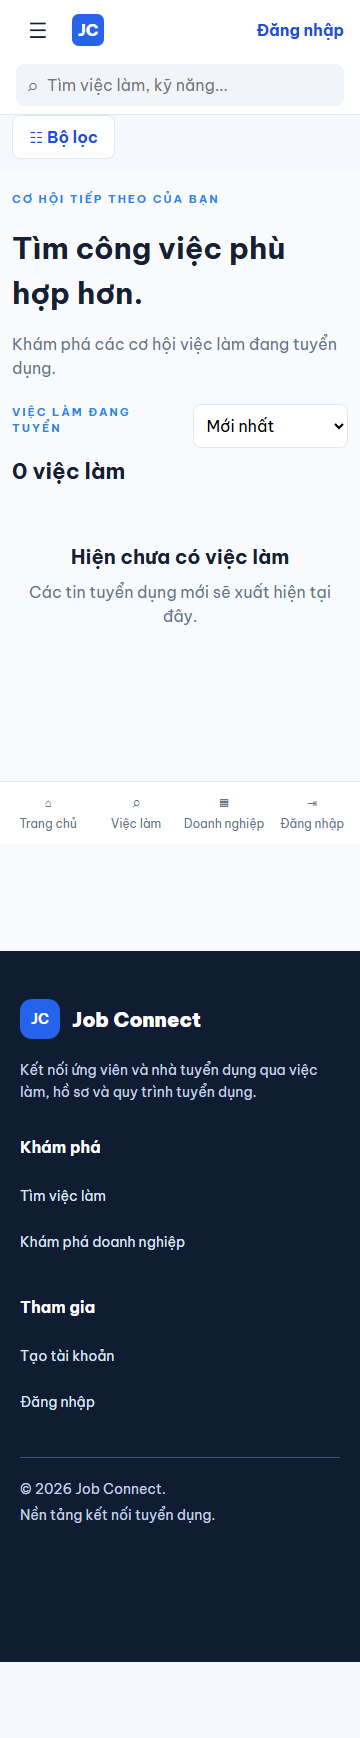 JC
Đăng nhập
Tìm việc làm, kỹ năng...
Bộ lọc
CƠ HỘI TIẾP THEO CỦA BẠN
Tìm công việc phù
hợp hơn.
Khám phá các cơ hội việc làm đang tuyển
dụng.
VIỆC LÀM ĐANG
TUYỂN
Mới nhất
0 việc làm
Hiện chưa có việc làm
Các tin tuyển dụng mới sẽ xuất hiện tại
đây.
Trang chủ
Việc làm
Doanh nghiệp
Đăng nhập
JC
Job Connect
Kết nối ứng viên và nhà tuyển dụng qua việc
làm, hồ sơ và quy trình tuyển dụng.
Khám phá
Tìm việc làm
Khám phá doanh nghiệp
Tham gia
Tạo tài khoản
Đăng nhập
© 2026 Job Connect.
Nền tảng kết nối tuyển dụng.